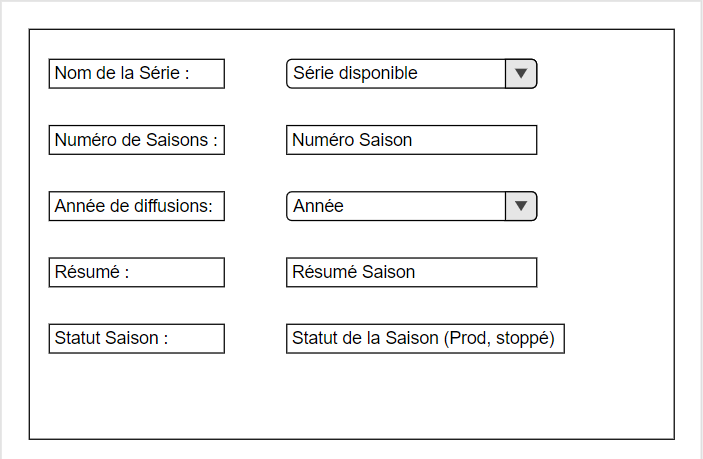 Nom de la Série : Série disponible
Numéro de Saisons : Numéro Saison
Année de diffusions: Année
Résumé : Résumé Saison
Statut Saison : Statut de la Saison (Prod, stoppé)